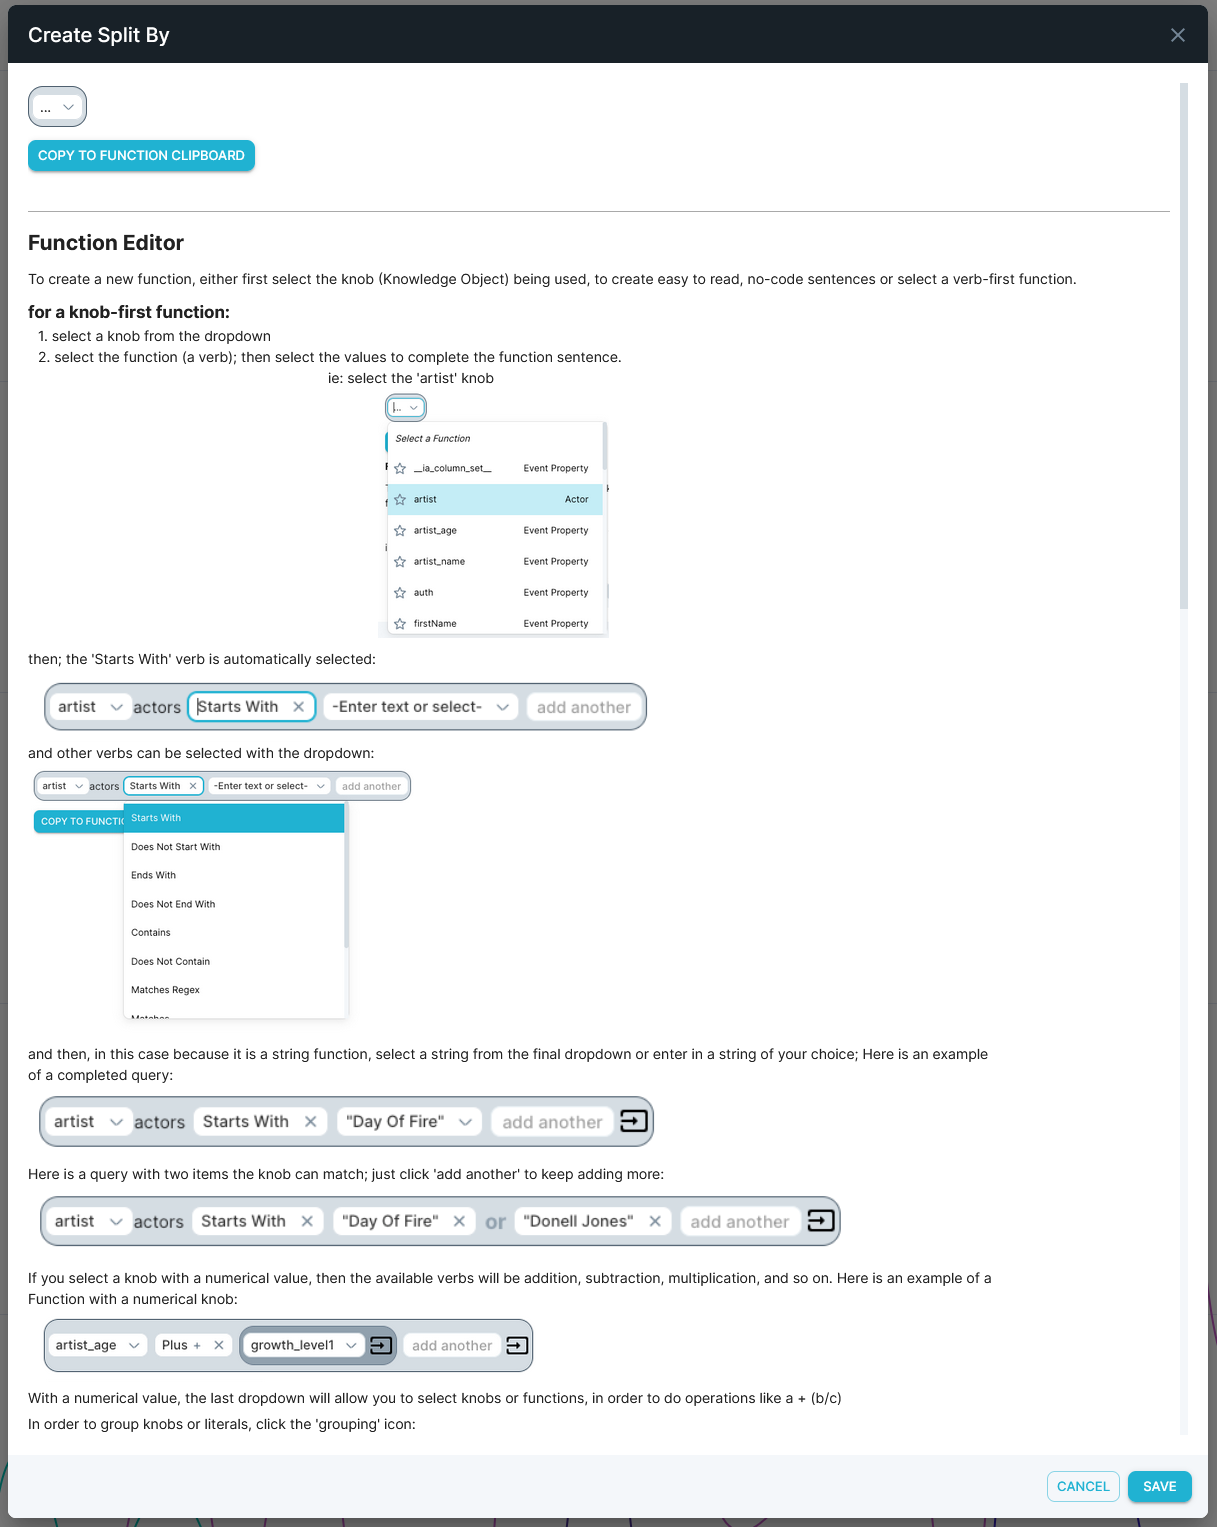 Create Split By
...
COPY TO FUNCTION CLIPBOARD
Function Editor
To create a new function, either first select the knob (Knowledge Object) being used, to create easy to read, no-code sentences or select a verb-first function.
for a knob-first function:
1. select a knob from the dropdown
2. select the function (a verb); then select the values to complete the function sentence.
ie: select the 'artist' knob
...
Select a Function
__ia_column_set__ Event Property
artist Actor
artist_age Event Property
artist_name Event Property
auth Event Property
firstName Event Property
then; the 'Starts With' verb is automatically selected:
artist actors Starts With -Enter text or select- add another
and other verbs can be selected with the dropdown:
artist actors Starts With -Enter text or select- add another
COPY TO FUNCTIO
Starts With
Does Not Start With
Ends With
Does Not End With
Contains
Does Not Contain
Matches Regex
Matches
and then, in this case because it is a string function, select a string from the final dropdown or enter in a string of your choice; Here is an example
of a completed query:
artist actors Starts With "Day Of Fire" add another
Here is a query with two items the knob can match; just click 'add another' to keep adding more:
artist actors Starts With "Day Of Fire" or "Donell Jones" add another
If you select a knob with a numerical value, then the available verbs will be addition, subtraction, multiplication, and so on. Here is an example of a
Function with a numerical knob:
artist_age Plus + growth_level1 add another
With a numerical value, the last dropdown will allow you to select knobs or functions, in order to do operations like a + (b/c)
In order to group knobs or literals, click the 'grouping' icon:
CANCEL SAVE